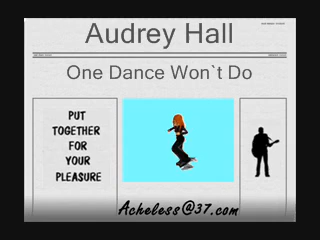 Audrey Hall
One Dance Won`t Do
PUT
TOGETHER
FOR
YOUR
PLEASURE
Acheless@37.com